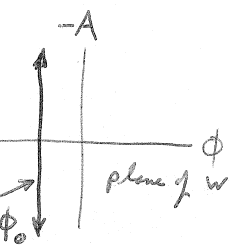 -A
ϕ
plane of w
ϕ₀